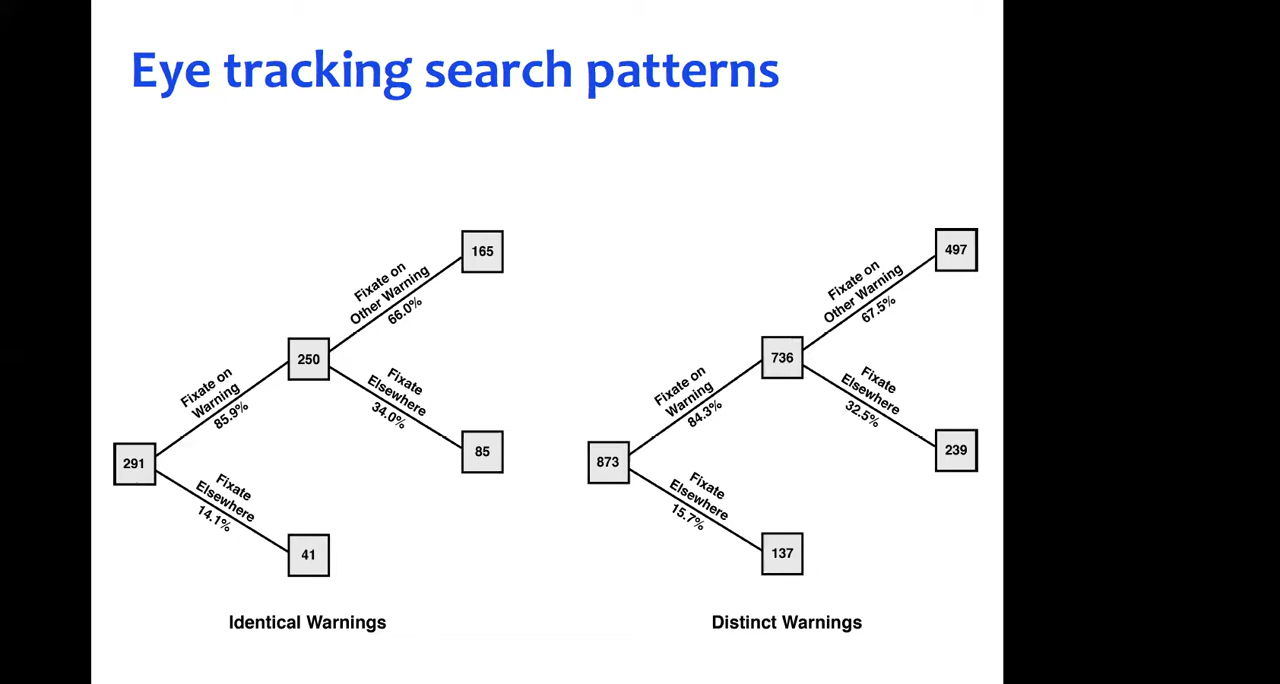 Eye tracking search patterns
165
Fixate on
Other Warning
66.0%
250
Fixate on
Warning
85.9%
Fixate
Elsewhere
34.0%
291
85
Fixate
Elsewhere
14.1%
41
Identical Warnings
497
Fixate on
Other Warning
67.5%
736
Fixate on
Warning
84.3%
Fixate
Elsewhere
32.5%
873
239
Fixate
Elsewhere
15.7%
137
Distinct Warnings